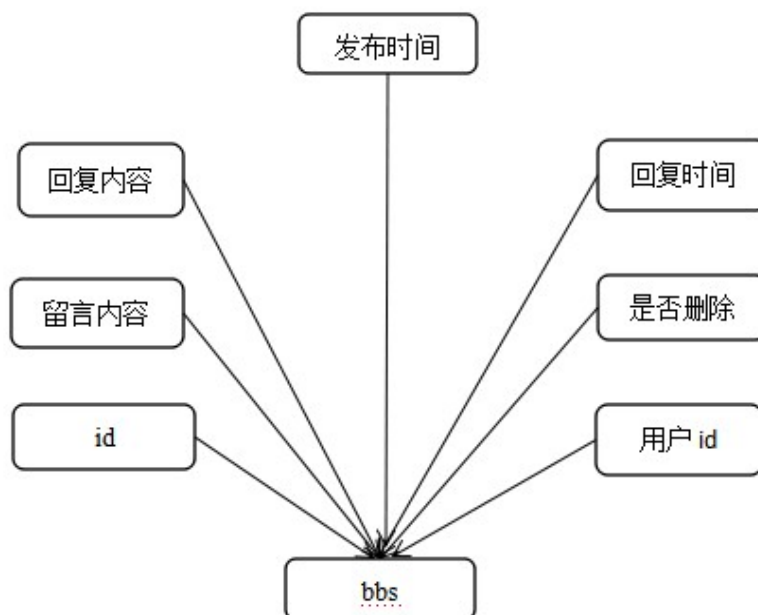 发布时间
回复内容
回复时间
留言内容
是否删除
id
用户 id
bbs